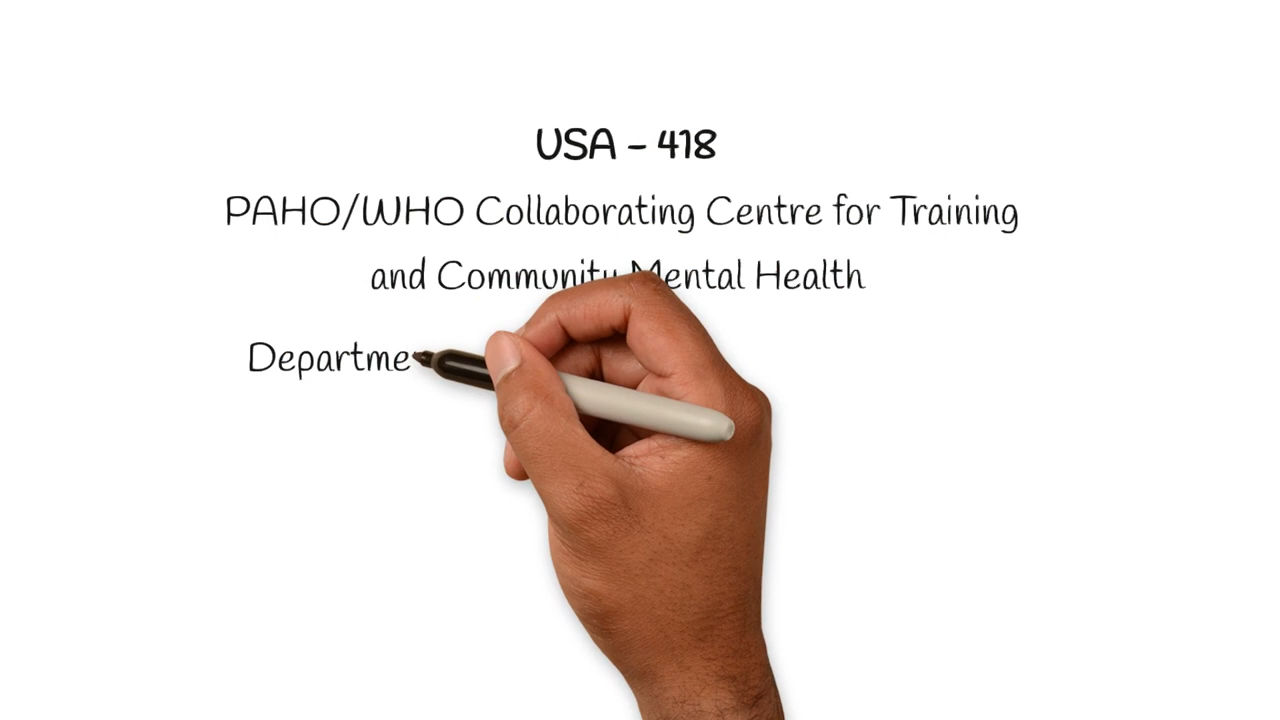 USA – 418
PAHO/WHO Collaborating Centre for Training
and Community Mental Health
Departme